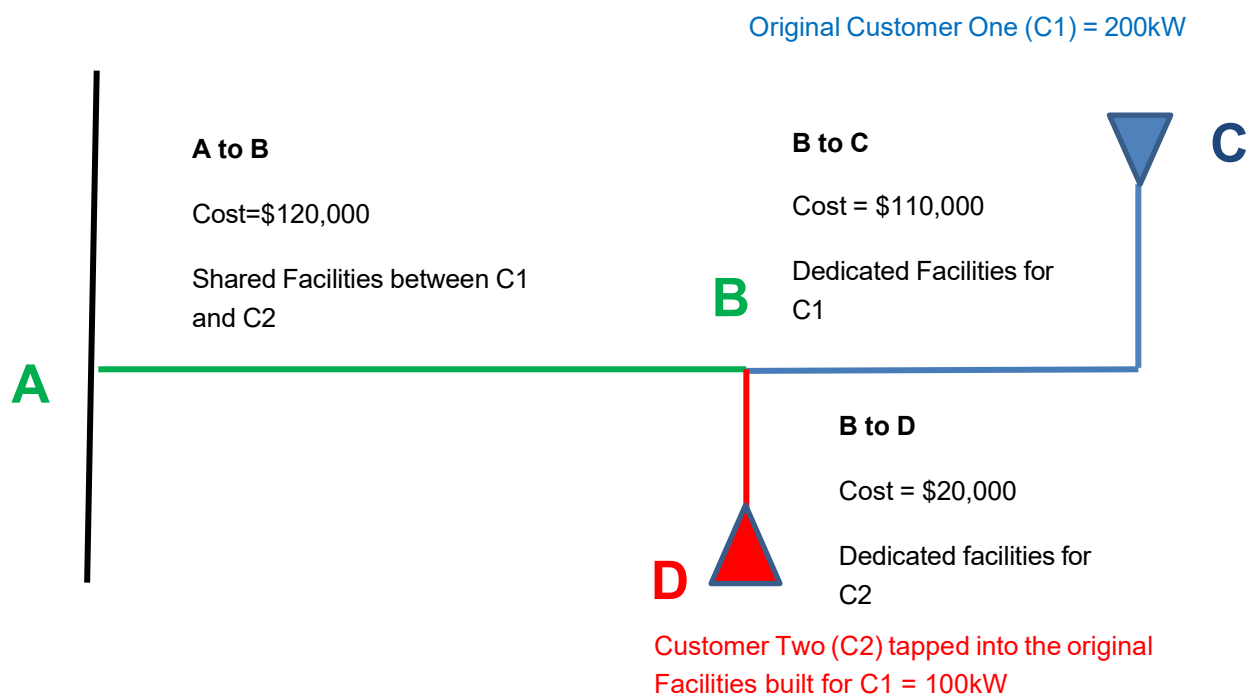 Original Customer One (C1) = 200kW
A to B
Cost=$120,000
Shared Facilities between C1
and C2
B to C
Cost = $110,000
Dedicated Facilities for
C1
C
B
A
B to D
Cost = $20,000
Dedicated facilities for
C2
D
Customer Two (C2) tapped into the original
Facilities built for C1 = 100kW